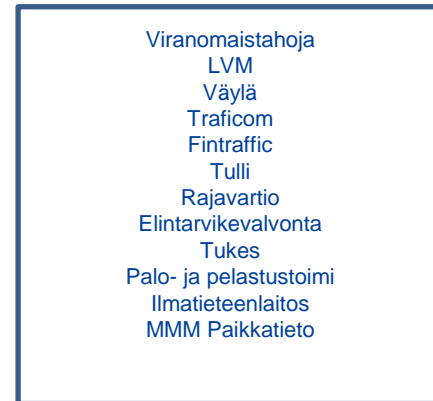 Viranomaistahoja
LVM
Väylä
Traficom
Fintraffic
Tulli
Rajavartio
Elintarvikevalvonta
Tukes
Palo- ja pelastustoimi
Ilmatieteenlaitos
MMM Paikkatieto